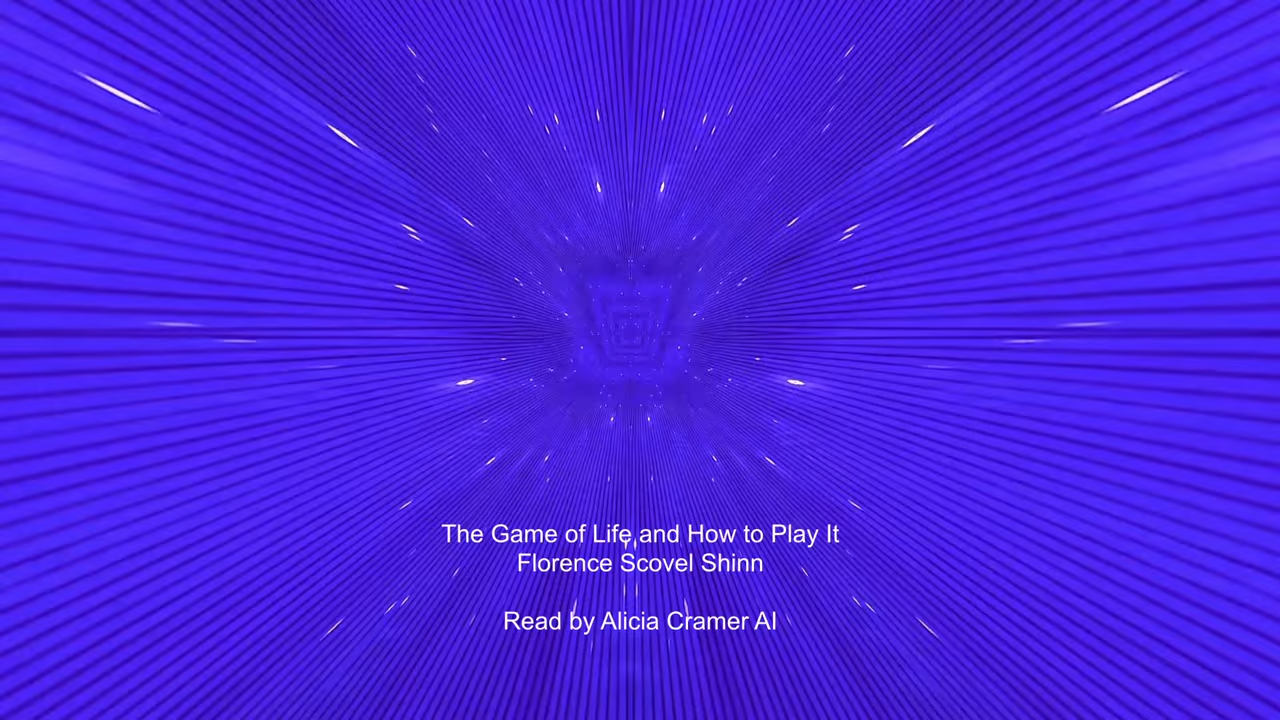 The Game of Life and How to Play It
Florence Scovel Shinn
Read by Alicia Cramer AI